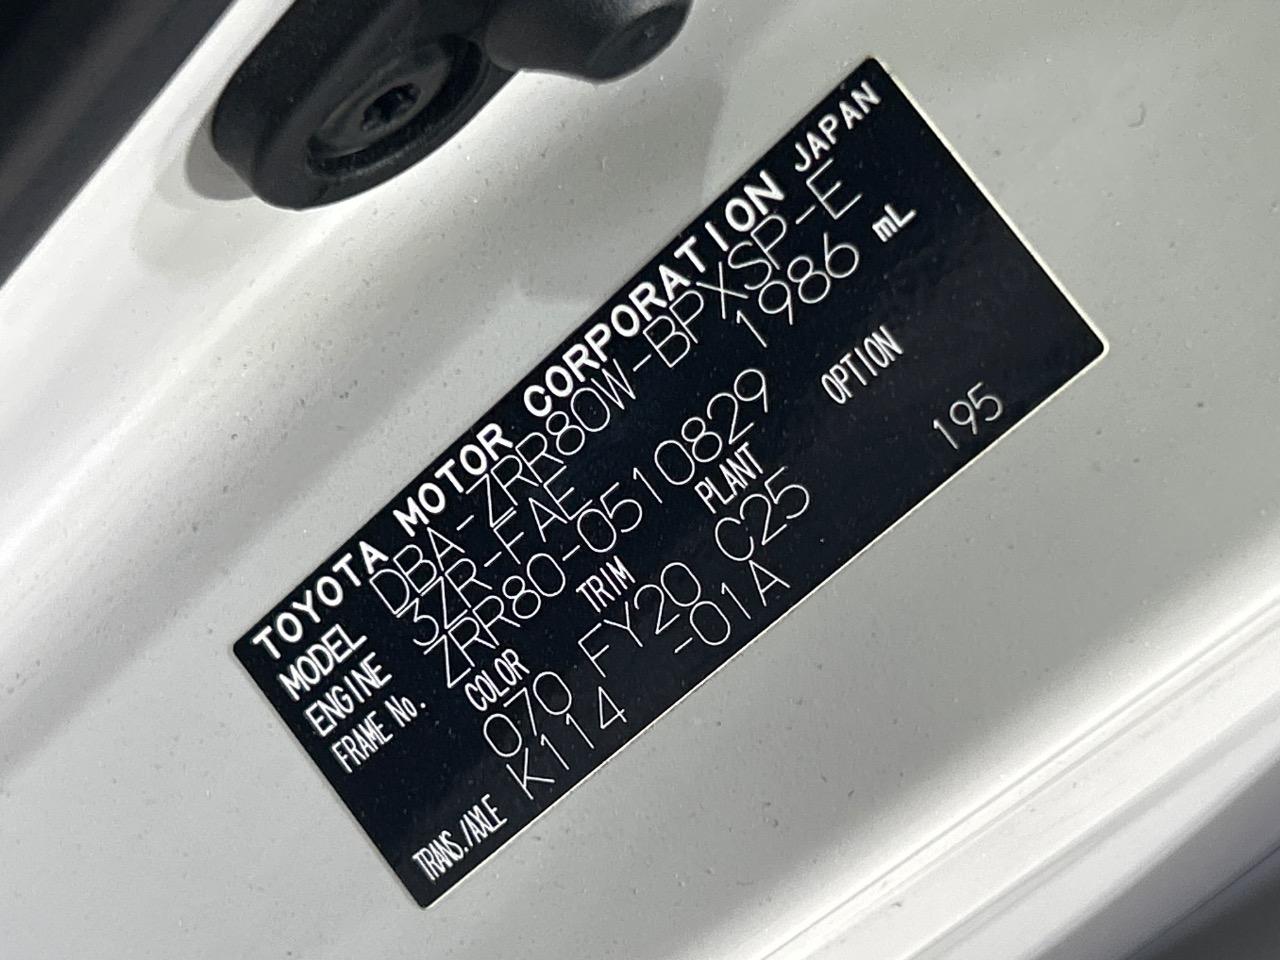 TOYOTA MOTOR CORPORATION JAPAN
MODEL DBA-ZRR80W-BPXSP-E
ENGINE 3ZR-FAE 1986 mL
FRAME No. ZRR80-0510829
COLOR TRIM PLANT OPTION
070 FY20 C25 195
TRANS./AXLE K114 -01A